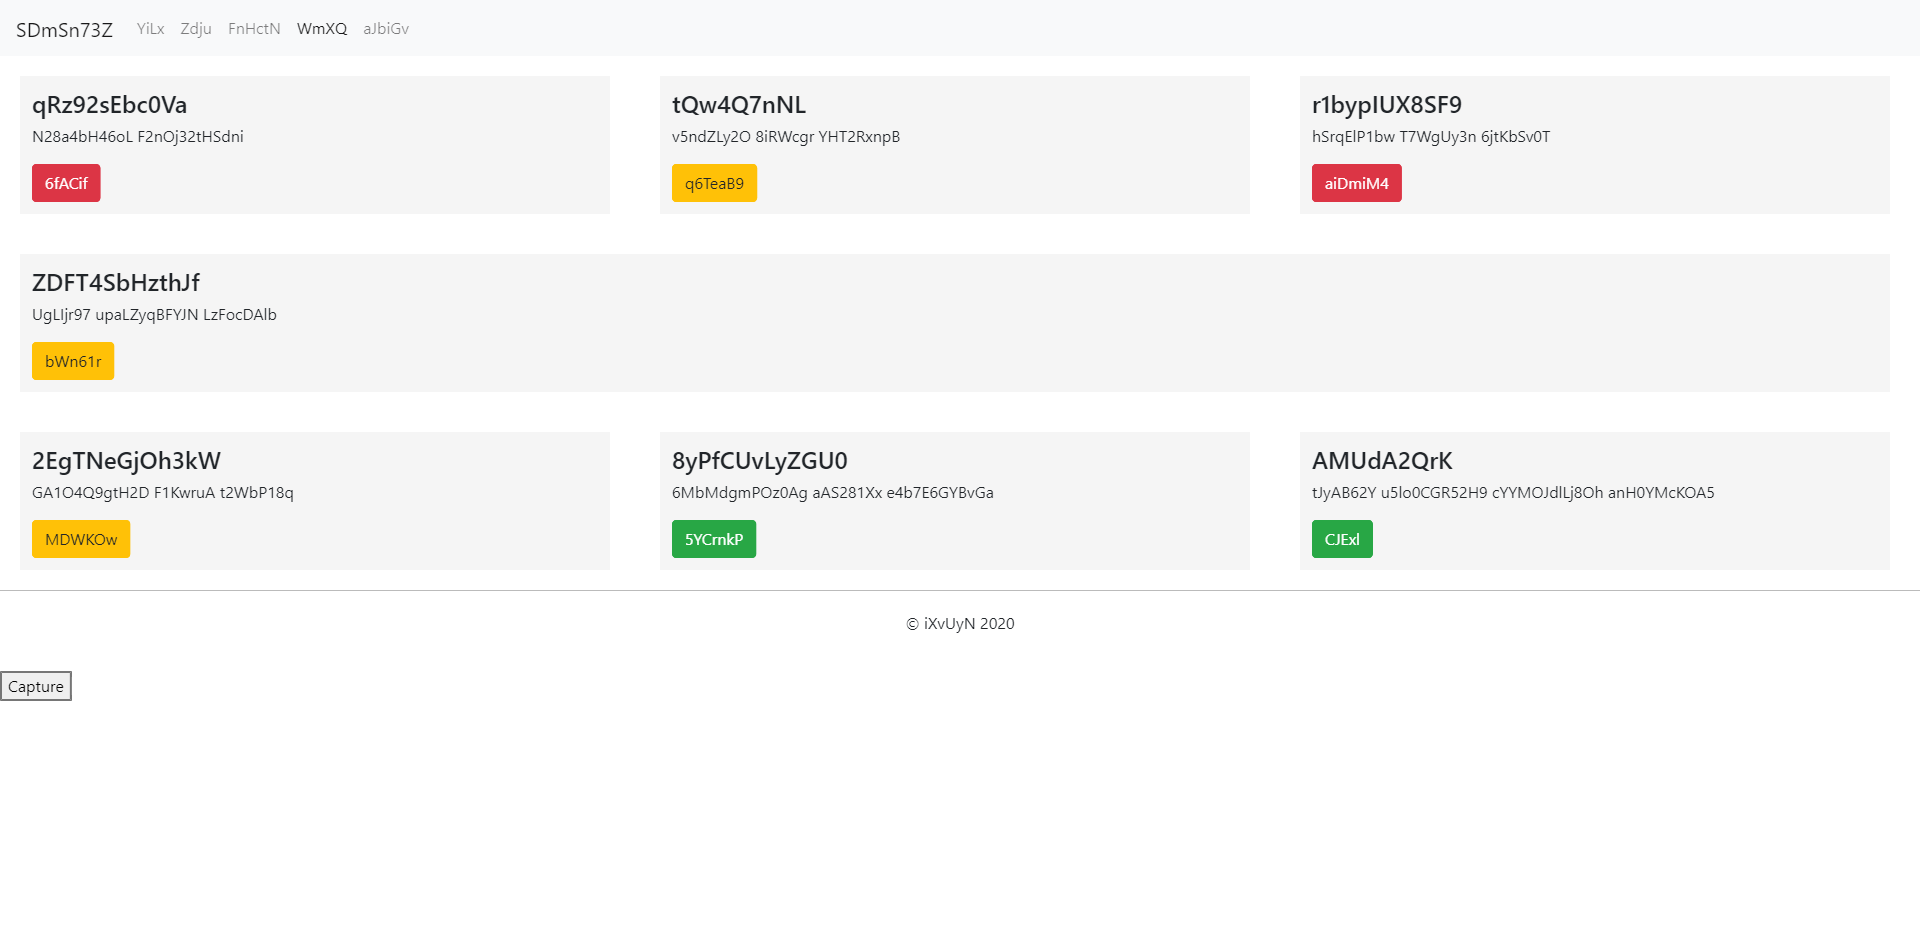 SDmSn73Z YiLx Zdju FnHctN WmXQ aJbiGv
qRz92sEbc0Va
N28a4bH46oL F2nOj32tHSdni
6fACif
tQw4Q7nNL
v5ndZLy2O 8iRWcgr YHT2RxnpB
q6TeaB9
r1bypIUX8SF9
hSrqElP1bw T7WgUy3n 6jtKbSv0T
aiDmiM4
ZDFT4SbHzthJf
UgLIjr97 upaLZyqBFYJN LzFocDAlb
bWn61r
2EgTNeGjOh3kW
GA1O4Q9gtH2D F1KwruA t2WbP18q
MDWKOw
8yPfCUvLyZGU0
6MbMdgmPOz0Ag aAS281Xx e4b7E6GYBvGa
5YCrnkP
AMUdA2QrK
tJyAB62Y u5lo0CGR52H9 cYYMOJdlLj8Oh anH0YMcKOA5
CJExl
© iXvUyN 2020
Capture